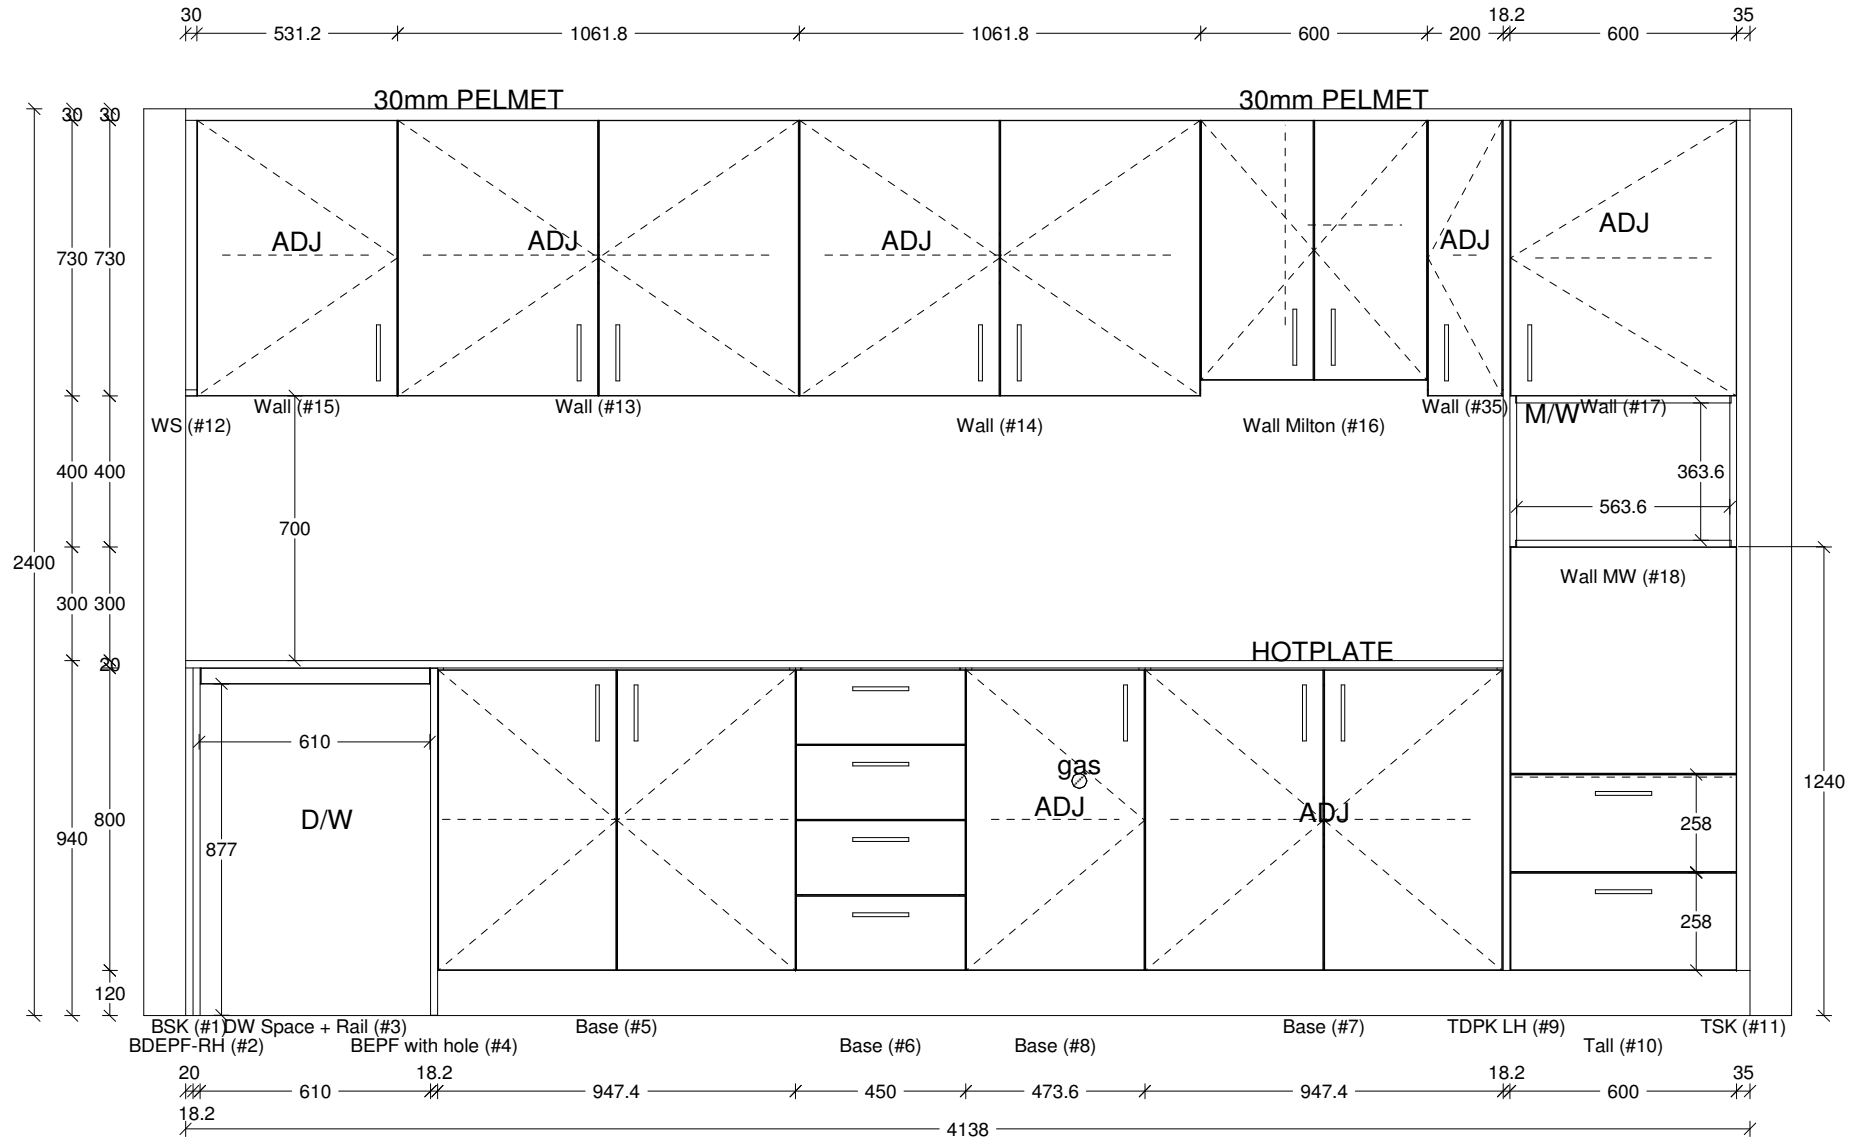 30 18.2 35
531.2 1061.8 1061.8 600 200 600
30mm PELMET 30mm PELMET
30 30
ADJ ADJ ADJ ADJ ADJ
730 730
Wall (#15) Wall (#13) Wall (#35) Wall (#17)
M/W
WS (#12) Wall (#14) Wall Milton (#16)
400 400 363.6
563.6
700
2400
Wall MW (#18)
300 300
HOTPLATE
20
610
gas
1240
ADJ ADJ
D/W 800 258
940
877
258
120
BSK (#1) DW Space + Rail (#3) Base (#5) Base (#7) TDPK LH (#9) TSK (#11)
BDEPF-RH (#2) BEPF with hole (#4) Base (#6) Base (#8) Tall (#10)
20 18.2 18.2 35
610 947.4 450 473.6 947.4 600
18.2
4138